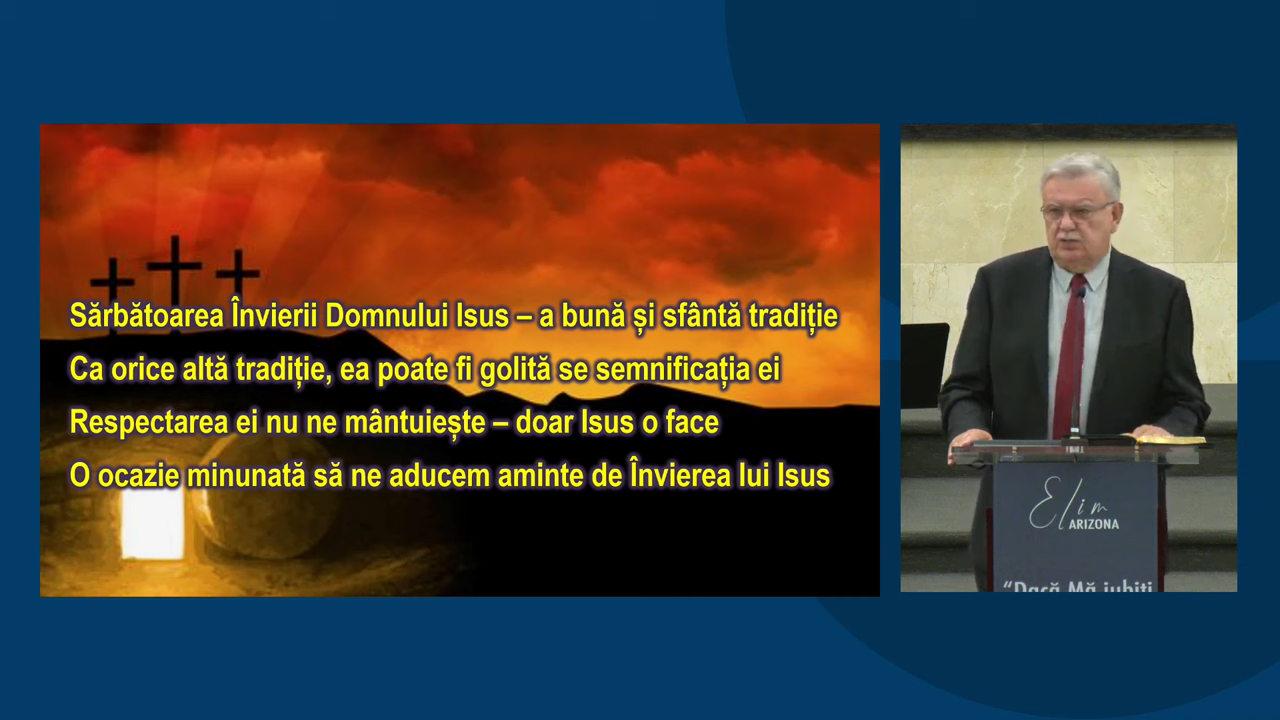 Sărbătoarea Învierii Domnului Isus – a bună și sfântă tradiție
Ca orice altă tradiție, ea poate fi golită se semnificația ei
Respectarea ei nu ne mântuiește – doar Isus o face
O ocazie minunată să ne aducem aminte de Învierea lui Isus
Elim
ARIZONA
“Dacă Mă iubiți